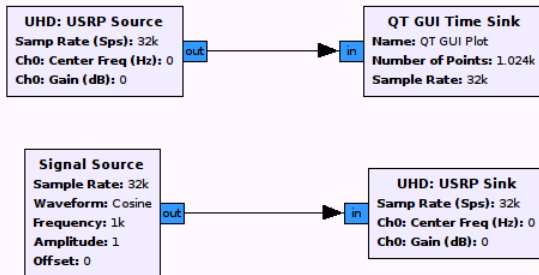 UHD: USRP Source
Samp Rate (Sps): 32k
Ch0: Center Freq (Hz): 0
Ch0: Gain (dB): 0
out
in
QT GUI Time Sink
Name: QT GUI Plot
Number of Points: 1.024k
Sample Rate: 32k
Signal Source
Sample Rate: 32k
Waveform: Cosine
Frequency: 1k
Amplitude: 1
Offset: 0
out
in
UHD: USRP Sink
Samp Rate (Sps): 32k
Ch0: Center Freq (Hz): 0
Ch0: Gain (dB): 0